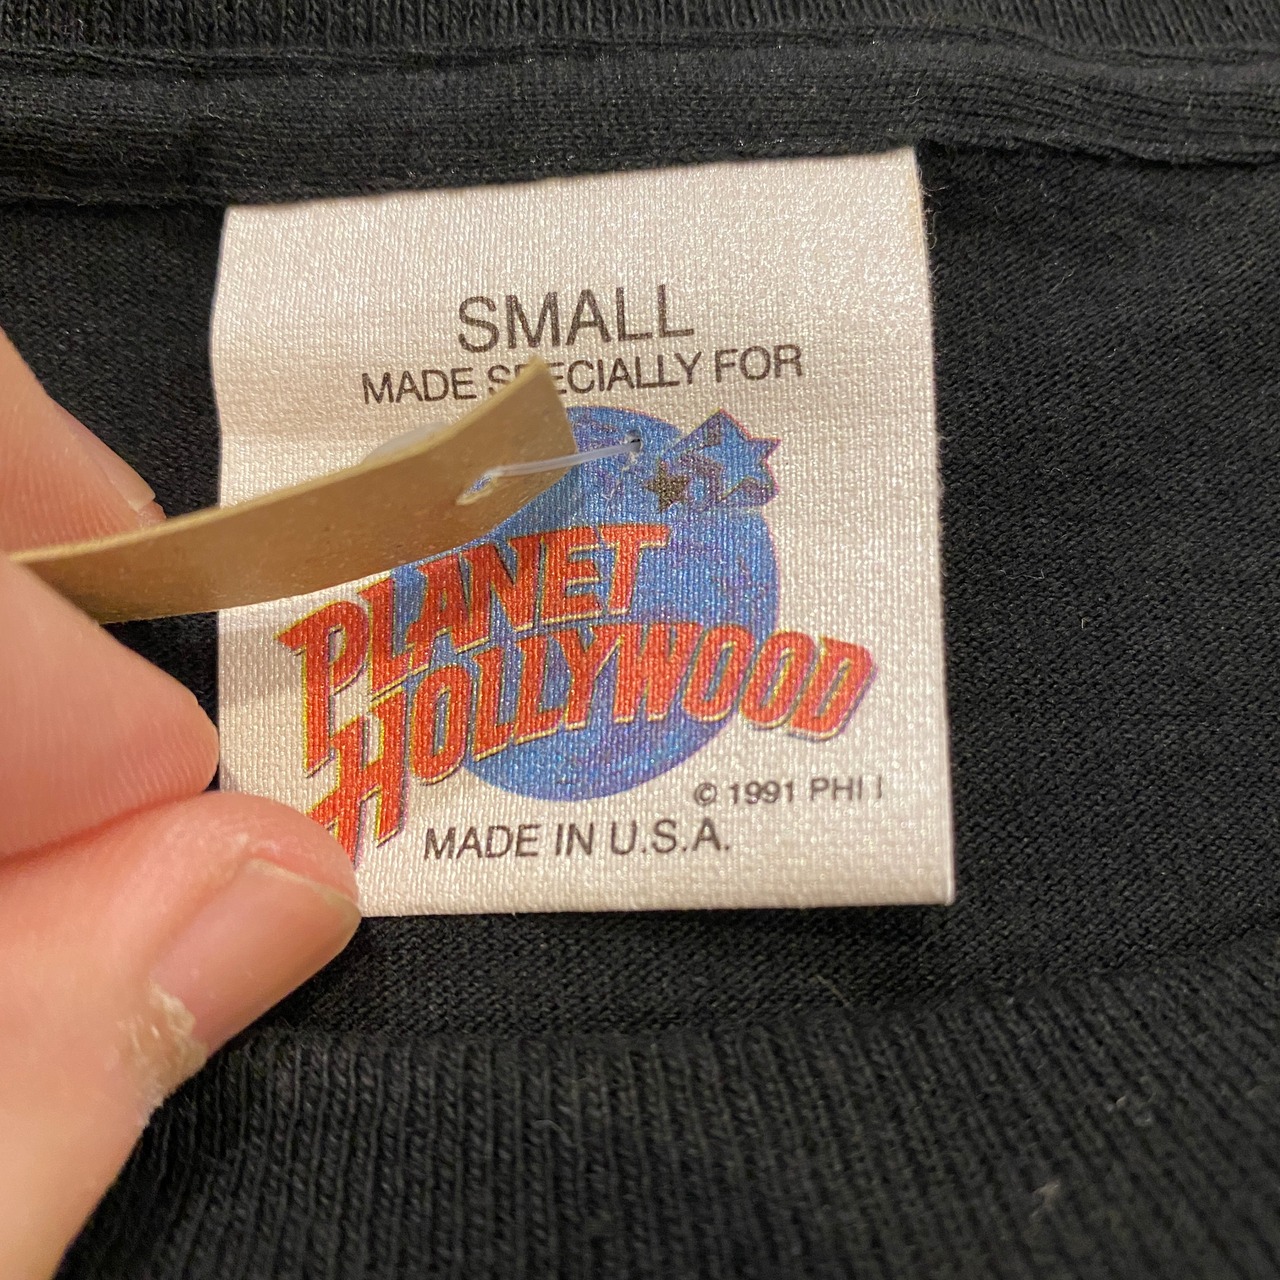 SMALL
MADE SPECIALLY FOR
PLANET
HOLLYWOOD
© 1991 PHI I
MADE IN U.S.A.